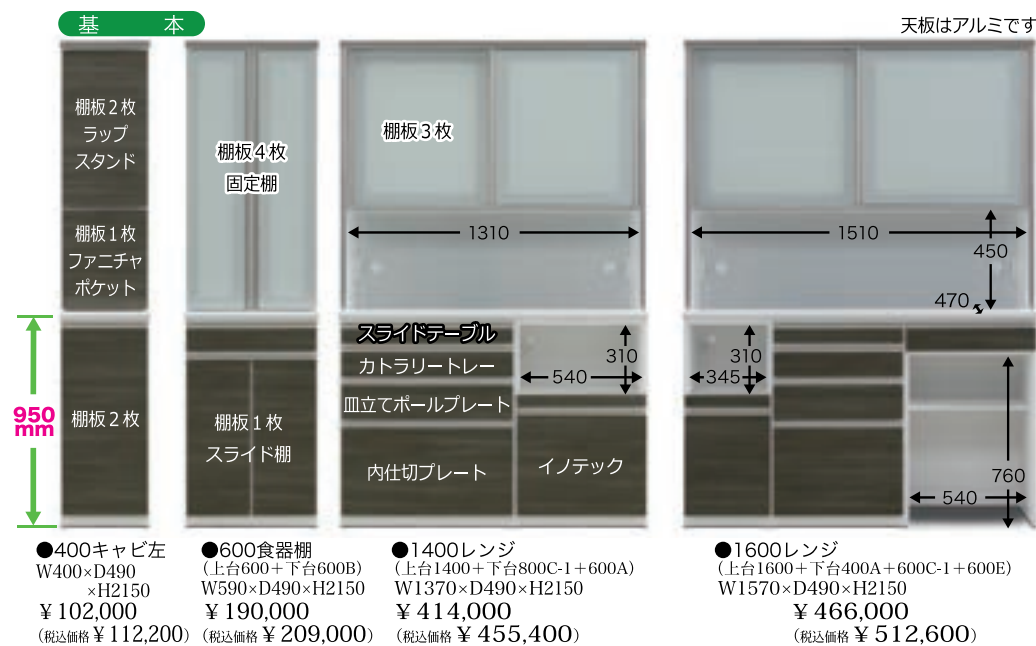 基 本
天板はアルミです
棚板2枚
ラップ
スタンド
棚板1枚
ファニチャ
ポケット
棚板2枚
950
mm
棚板4枚
固定棚
棚板1枚
スライド棚
棚板3枚
1310
スライドテーブル
カトラリートレー
皿立てポールプレート
内仕切プレート
310
540
イノテック
1510
450
470
310
345
760
540
●400キャビ左
W400×D490
×H2150
￥102,000
（税込価格￥112,200）
●600食器棚
（上台600＋下台600B）
W590×D490×H2150
￥190,000
（税込価格￥209,000）
●1400レンジ
（上台1400＋下台800C-1＋600A）
W1370×D490×H2150
￥414,000
（税込価格￥455,400）
●1600レンジ
（上台1600＋下台400A＋600C-1＋600E）
W1570×D490×H2150
￥466,000
（税込価格￥512,600）